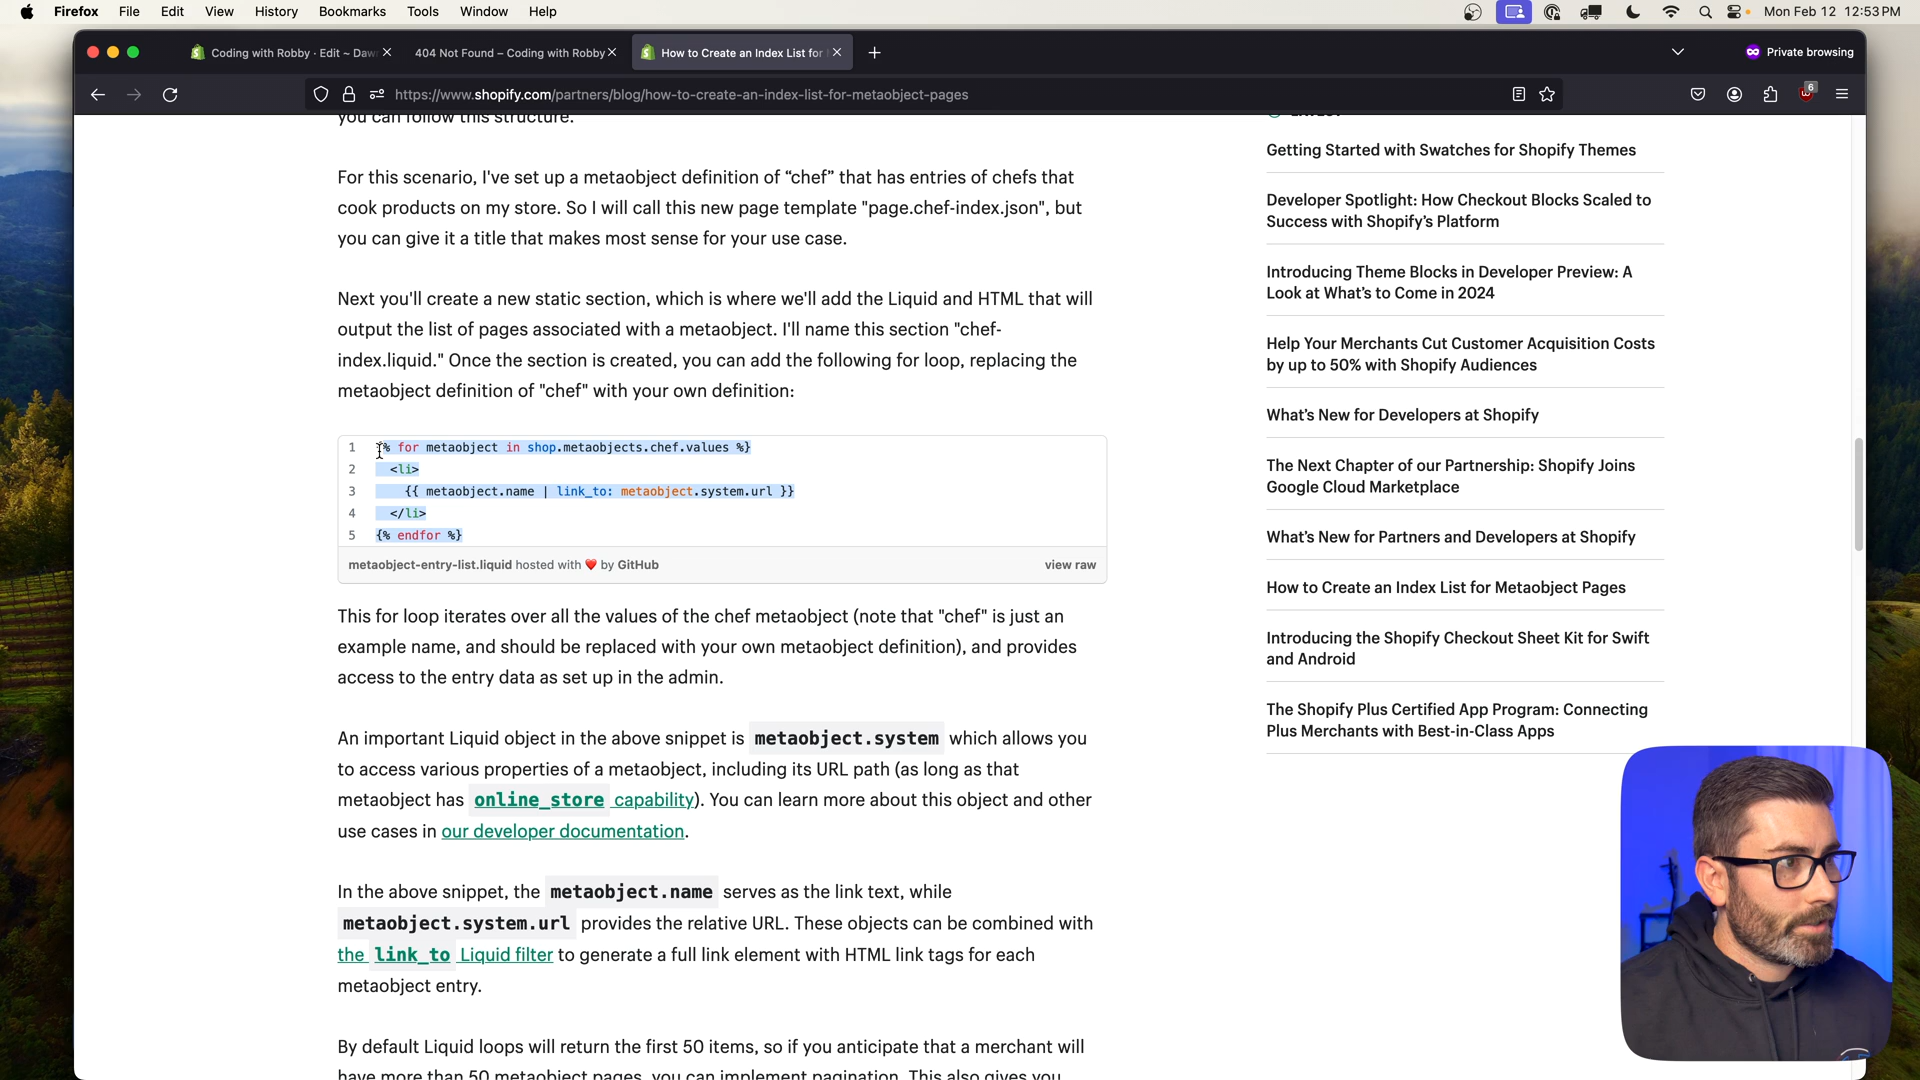 Firefox File Edit View History Bookmarks Tools Window Help
Mon Feb 12 12:53 PM
Coding with Robby · Edit ~ Daw
404 Not Found – Coding with Robby
How to Create an Index List for
Private browsing
https://www.shopify.com/partners/blog/how-to-create-an-index-list-for-metaobject-pages
6
you can follow this structure.
For this scenario, I've set up a metaobject definition of “chef” that has entries of chefs that
cook products on my store. So I will call this new page template "page.chef-index.json", but
you can give it a title that makes most sense for your use case.
Next you'll create a new static section, which is where we'll add the Liquid and HTML that will
output the list of pages associated with a metaobject. I'll name this section "chef-
index.liquid." Once the section is created, you can add the following for loop, replacing the
metaobject definition of "chef" with your own definition:
1 {% for metaobject in shop.metaobjects.chef.values %}
2 <li>
3 {{ metaobject.name | link_to: metaobject.system.url }}
4 </li>
5 {% endfor %}
metaobject-entry-list.liquid hosted with ❤ by GitHub
view raw
This for loop iterates over all the values of the chef metaobject (note that "chef" is just an
example name, and should be replaced with your own metaobject definition), and provides
access to the entry data as set up in the admin.
An important Liquid object in the above snippet is metaobject.system which allows you
to access various properties of a metaobject, including its URL path (as long as that
metaobject has online_store capability). You can learn more about this object and other
use cases in our developer documentation.
In the above snippet, the metaobject.name serves as the link text, while
metaobject.system.url provides the relative URL. These objects can be combined with
the link_to Liquid filter to generate a full link element with HTML link tags for each
metaobject entry.
By default Liquid loops will return the first 50 items, so if you anticipate that a merchant will
have more than 50 metaobject pages, you can implement pagination. This also gives you
LATEST
Getting Started with Swatches for Shopify Themes
Developer Spotlight: How Checkout Blocks Scaled to
Success with Shopify’s Platform
Introducing Theme Blocks in Developer Preview: A
Look at What’s to Come in 2024
Help Your Merchants Cut Customer Acquisition Costs
by up to 50% with Shopify Audiences
What’s New for Developers at Shopify
The Next Chapter of our Partnership: Shopify Joins
Google Cloud Marketplace
What’s New for Partners and Developers at Shopify
How to Create an Index List for Metaobject Pages
Introducing the Shopify Checkout Sheet Kit for Swift
and Android
The Shopify Plus Certified App Program: Connecting
Plus Merchants with Best-in-Class Apps